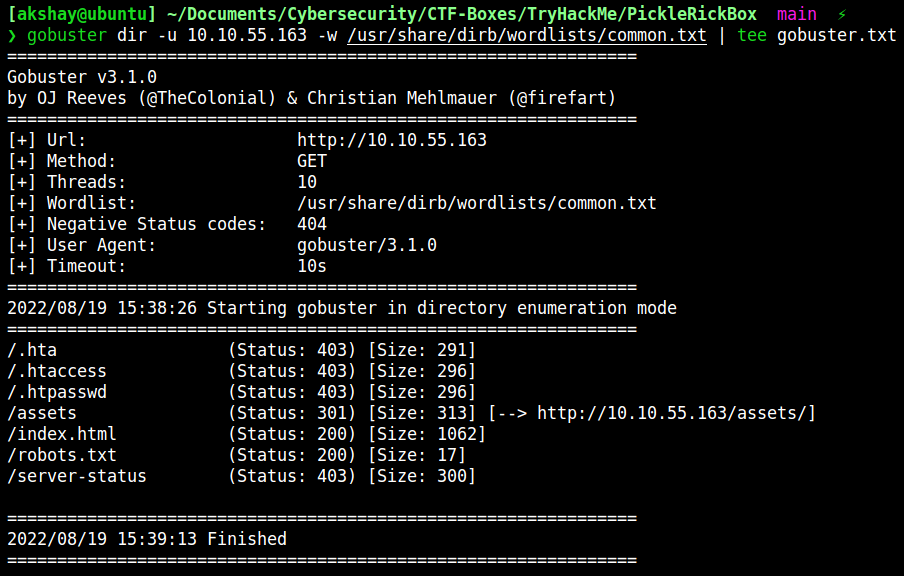 [akshay@ubuntu] ~/Documents/Cybersecurity/CTF-Boxes/TryHackMe/PickleRickBox main ⚡
❯ gobuster dir -u 10.10.55.163 -w /usr/share/dirb/wordlists/common.txt | tee gobuster.txt
===============================================================
Gobuster v3.1.0
by OJ Reeves (@TheColonial) & Christian Mehlmauer (@firefart)
===============================================================
[+] Url:                     http://10.10.55.163
[+] Method:                  GET
[+] Threads:                 10
[+] Wordlist:                /usr/share/dirb/wordlists/common.txt
[+] Negative Status codes:   404
[+] User Agent:              gobuster/3.1.0
[+] Timeout:                 10s
===============================================================
2022/08/19 15:38:26 Starting gobuster in directory enumeration mode
===============================================================
/.hta                 (Status: 403) [Size: 291]
/.htaccess            (Status: 403) [Size: 296]
/.htpasswd            (Status: 403) [Size: 296]
/assets               (Status: 301) [Size: 313] [--> http://10.10.55.163/assets/]
/index.html           (Status: 200) [Size: 1062]
/robots.txt           (Status: 200) [Size: 17]
/server-status        (Status: 403) [Size: 300]
===============================================================
2022/08/19 15:39:13 Finished
===============================================================